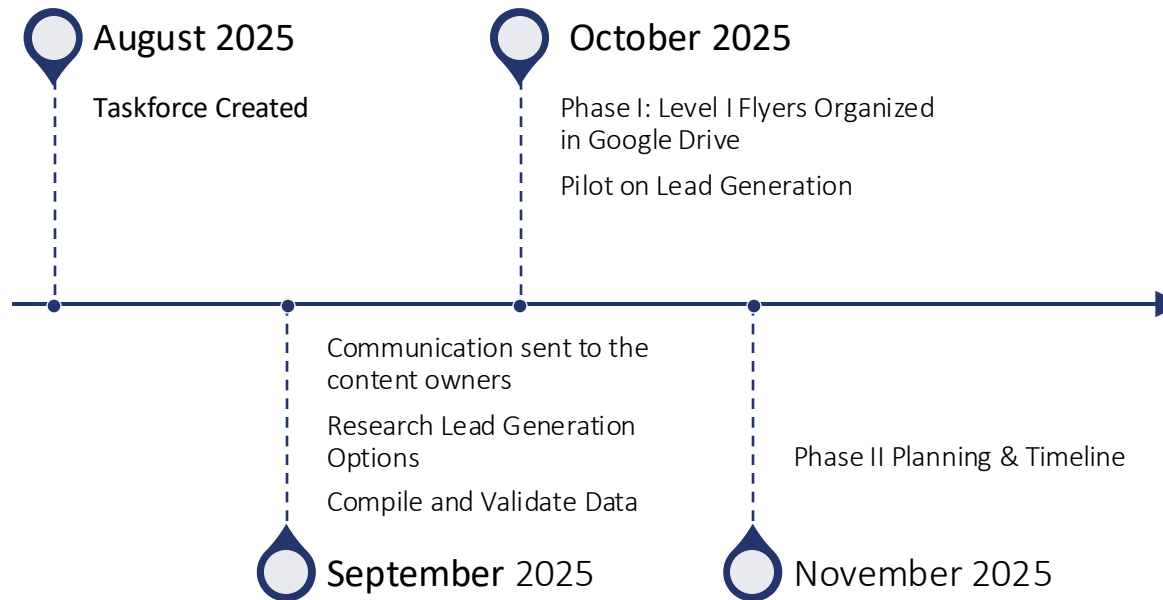 August 2025
Taskforce Created
October 2025
Phase I: Level I Flyers Organized
in Google Drive
Pilot on Lead Generation
Communication sent to the
content owners
Research Lead Generation
Options
Compile and Validate Data
September 2025
Phase II Planning & Timeline
November 2025